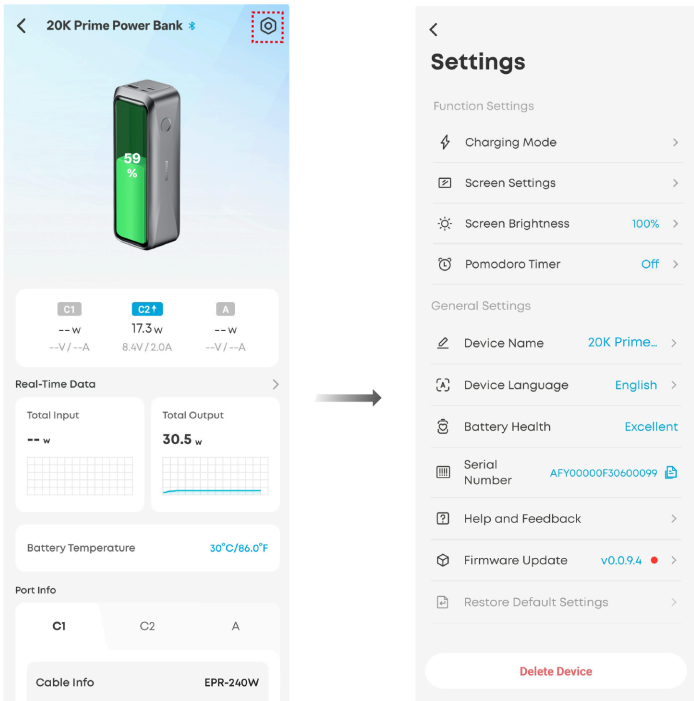 20K Prime Power Bank
59
%
C1 C2↑ A
-- w 17.3 w -- w
--V / --A 8.4V / 2.0A --V / --A
Real-Time Data
Total Input Total Output
-- w 30.5 w
Battery Temperature 30°C/86.0°F
Port Info
C1 C2 A
Cable Info EPR-240W
Settings
Function Settings
Charging Mode
Screen Settings
Screen Brightness 100%
Pomodoro Timer Off
General Settings
Device Name 20K Prime...
Device Language English
Battery Health Excellent
Serial
Number AFY00000F30600099
Help and Feedback
Firmware Update v0.0.9.4
Restore Default Settings
Delete Device